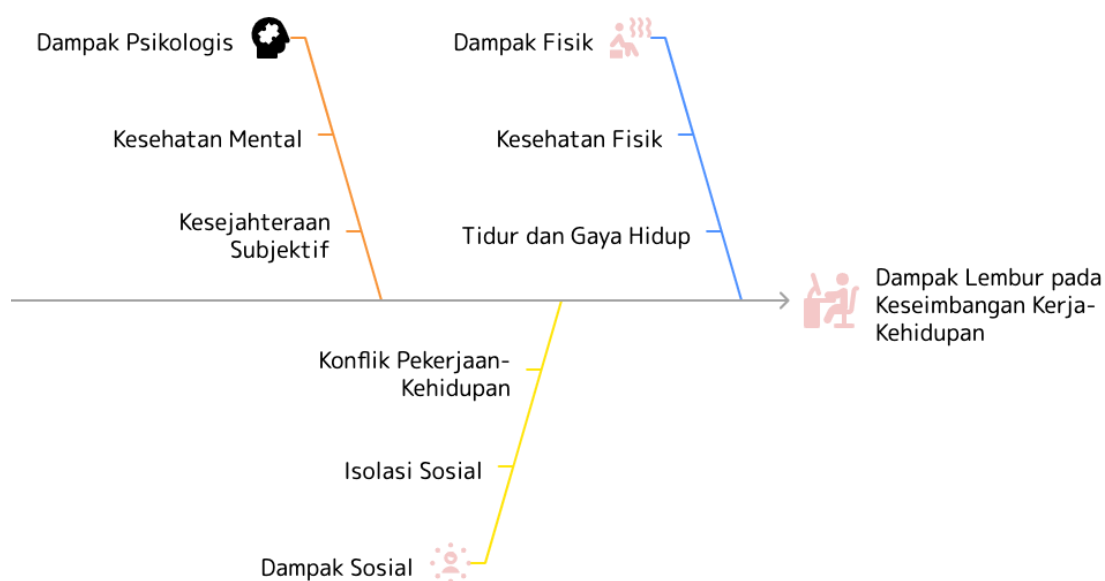 Dampak Psikologis
Kesehatan Mental
Kesejahteraan
Subjektif
Dampak Fisik
Kesehatan Fisik
Tidur dan Gaya Hidup
Dampak Lembur pada
Keseimbangan Kerja-
Kehidupan
Konflik Pekerjaan-
Kehidupan
Isolasi Sosial
Dampak Sosial